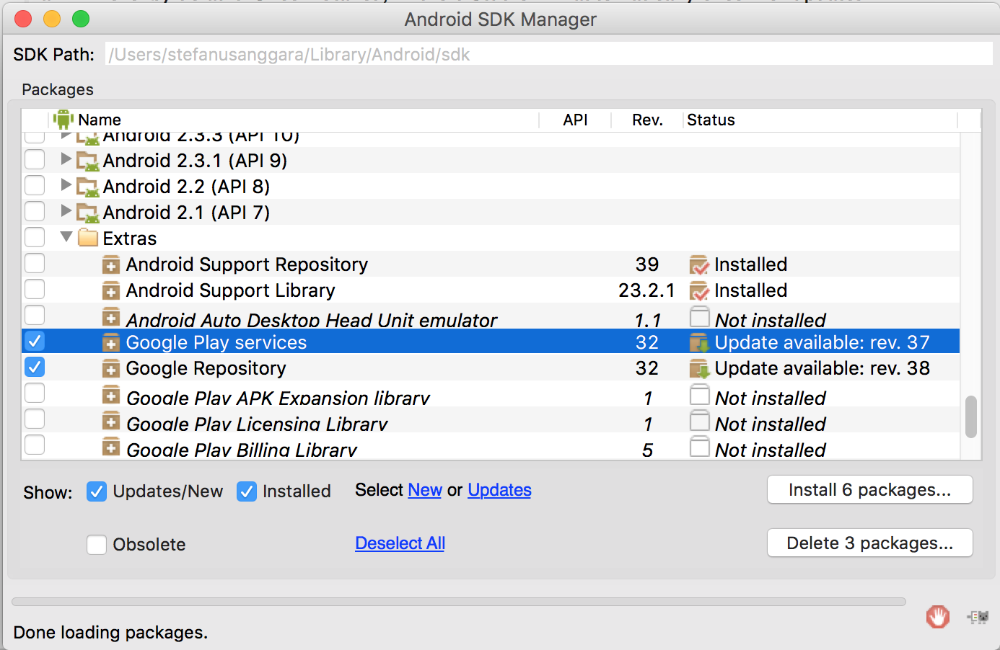 Android SDK Manager
SDK Path: /Users/stefanusanggara/Library/Android/sdk
Packages
Name API Rev. Status
Android 2.3.3 (API 10)
Android 2.3.1 (API 9)
Android 2.2 (API 8)
Android 2.1 (API 7)
Extras
Android Support Repository 39 Installed
Android Support Library 23.2.1 Installed
Android Auto Desktop Head Unit emulator 1.1 Not installed
Google Play services 32 Update available: rev. 37
Google Repository 32 Update available: rev. 38
Google Play APK Expansion library 1 Not installed
Google Play Licensing Library 1 Not installed
Google Play Billing Library 5 Not installed
Show: Updates/New Installed Select New or Updates Install 6 packages...
Obsolete Deselect All Delete 3 packages...
Done loading packages.